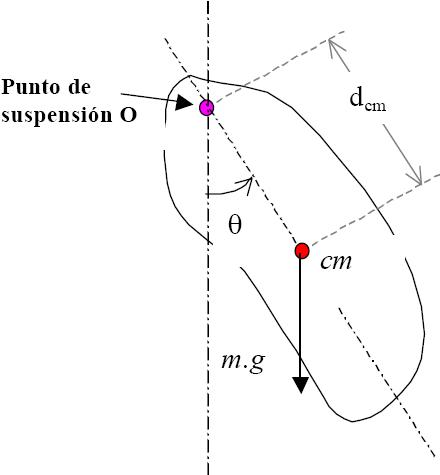 Punto de
suspensión O
d_cm
θ
cm
m.g